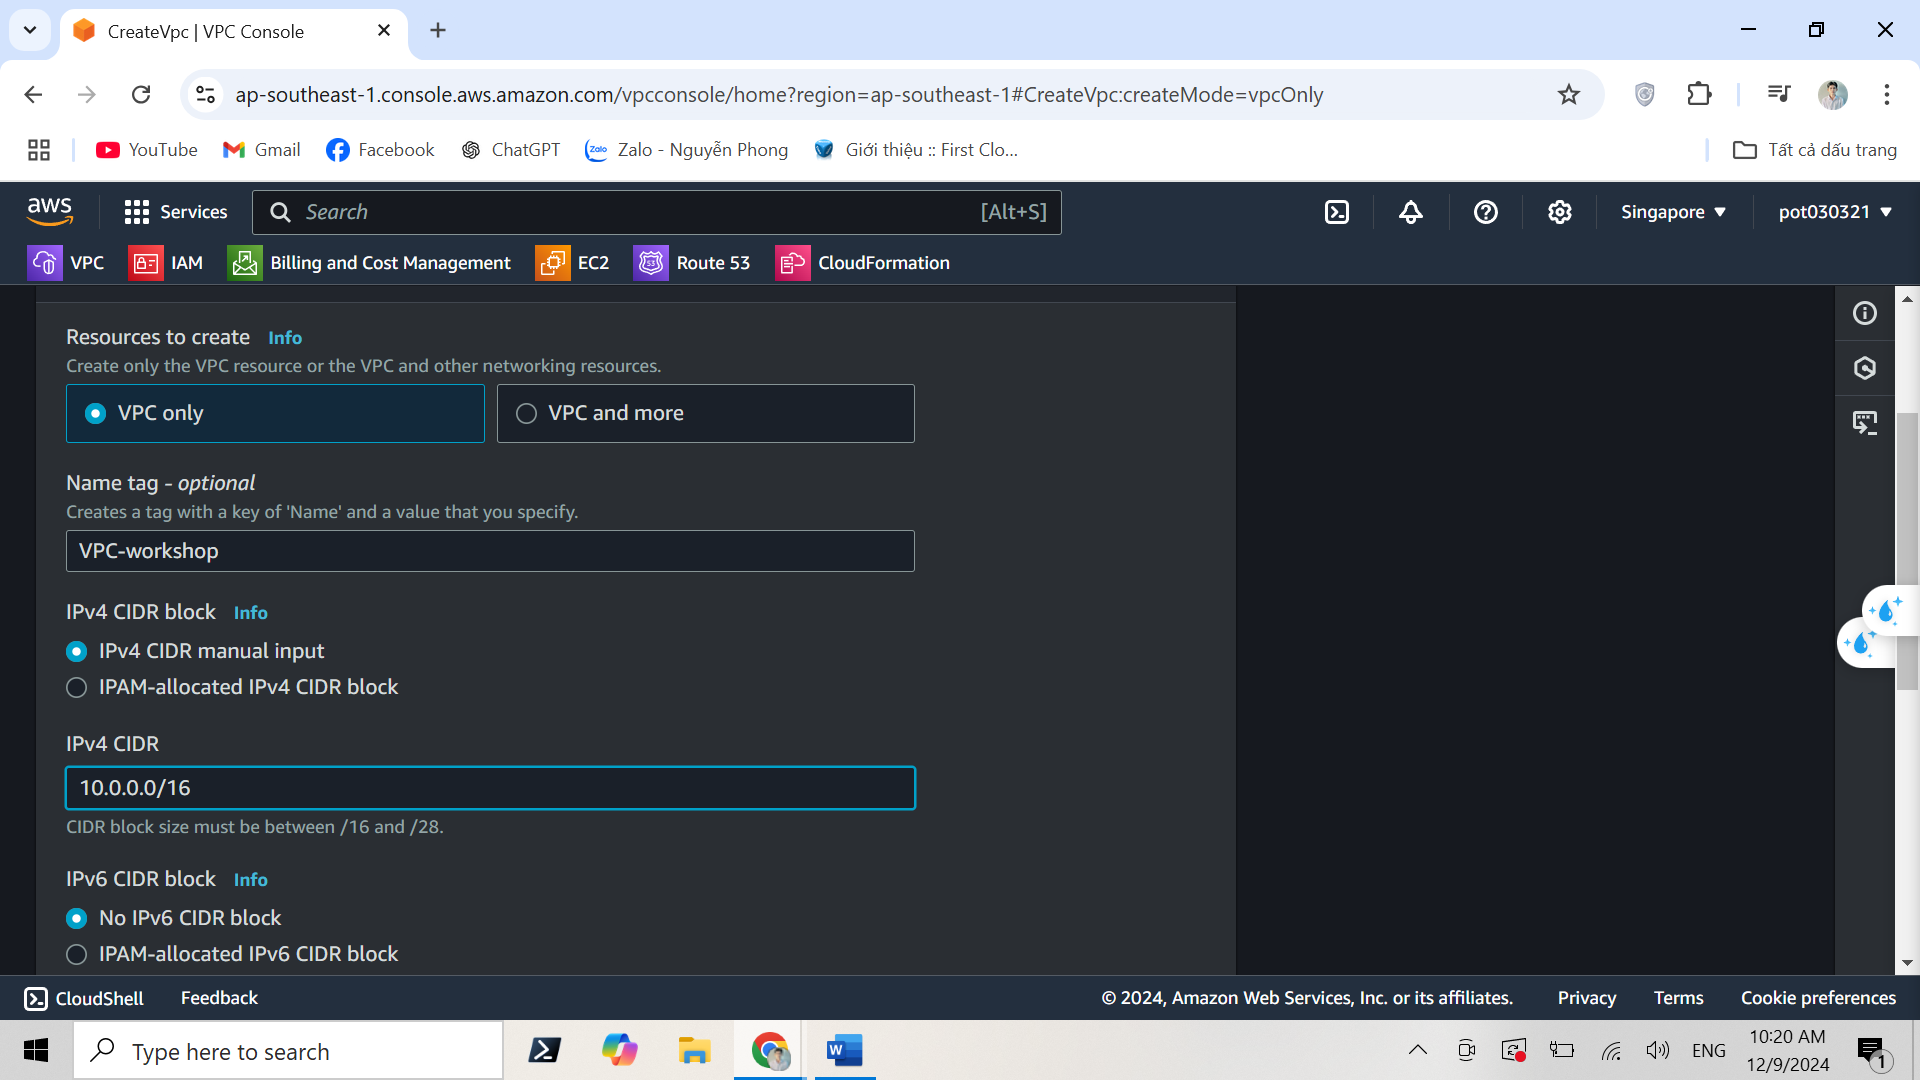 CreateVpc | VPC Console
ap-southeast-1.console.aws.amazon.com/vpcconsole/home?region=ap-southeast-1#CreateVpc:createMode=vpcOnly
YouTube
Gmail
Facebook
ChatGPT
Zalo
Zalo - Nguyễn Phong
Giới thiệu :: First Clo...
Tất cả dấu trang
aws
Services
Search
[Alt+S]
Singapore
pot030321
VPC
IAM
Billing and Cost Management
EC2
53
Route 53
CloudFormation
Resources to create Info
Create only the VPC resource or the VPC and other networking resources.
VPC only
VPC and more
Name tag - optional
Creates a tag with a key of 'Name' and a value that you specify.
VPC-workshop
IPv4 CIDR block Info
IPv4 CIDR manual input
IPAM-allocated IPv4 CIDR block
IPv4 CIDR
10.0.0.0/16
CIDR block size must be between /16 and /28.
IPv6 CIDR block Info
No IPv6 CIDR block
IPAM-allocated IPv6 CIDR block
CloudShell
Feedback
© 2024, Amazon Web Services, Inc. or its affiliates.
Privacy
Terms
Cookie preferences
Type here to search
W
ENG
10:20 AM
12/9/2024
1